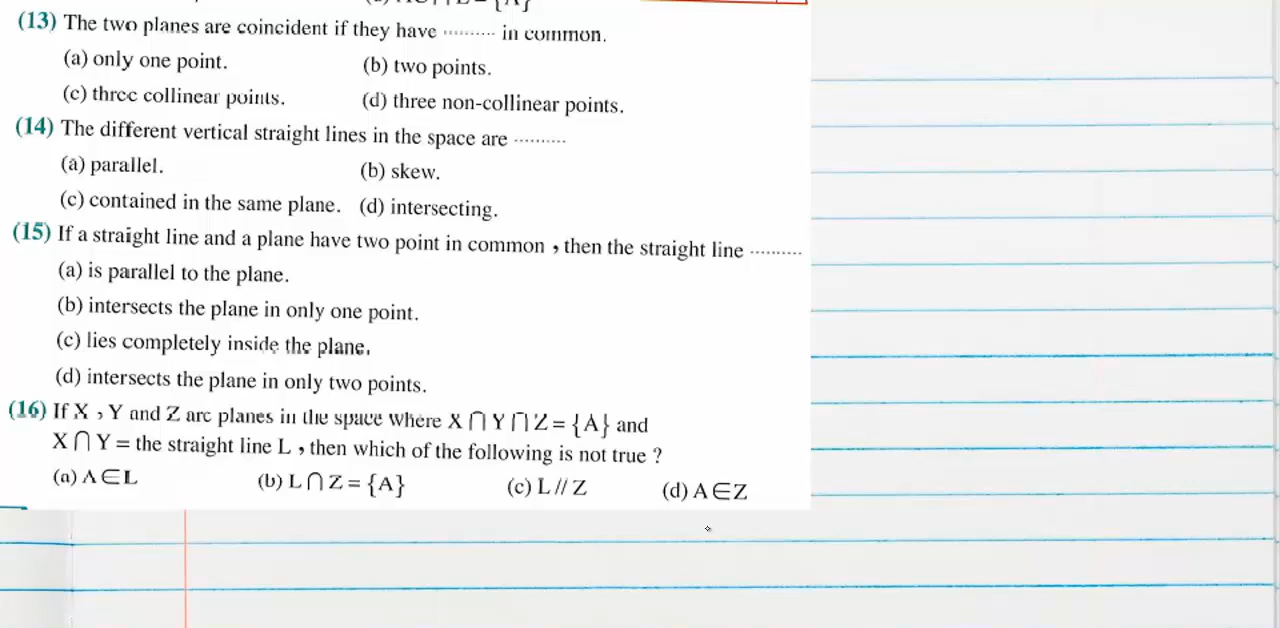 (13) The two planes are coincident if they have .......... in common.
(a) only one point. (b) two points.
(c) three collinear points. (d) three non-collinear points.
(14) The different vertical straight lines in the space are ..........
(a) parallel. (b) skew.
(c) contained in the same plane. (d) intersecting.
(15) If a straight line and a plane have two point in common , then the straight line ..........
(a) is parallel to the plane.
(b) intersects the plane in only one point.
(c) lies completely inside the plane.
(d) intersects the plane in only two points.
(16) If X , Y and Z are planes in the space where X ∩ Y ∩ Z = {A} and
X ∩ Y = the straight line L , then which of the following is not true ?
(a) A ∈ L (b) L ∩ Z = {A} (c) L // Z (d) A ∈ Z